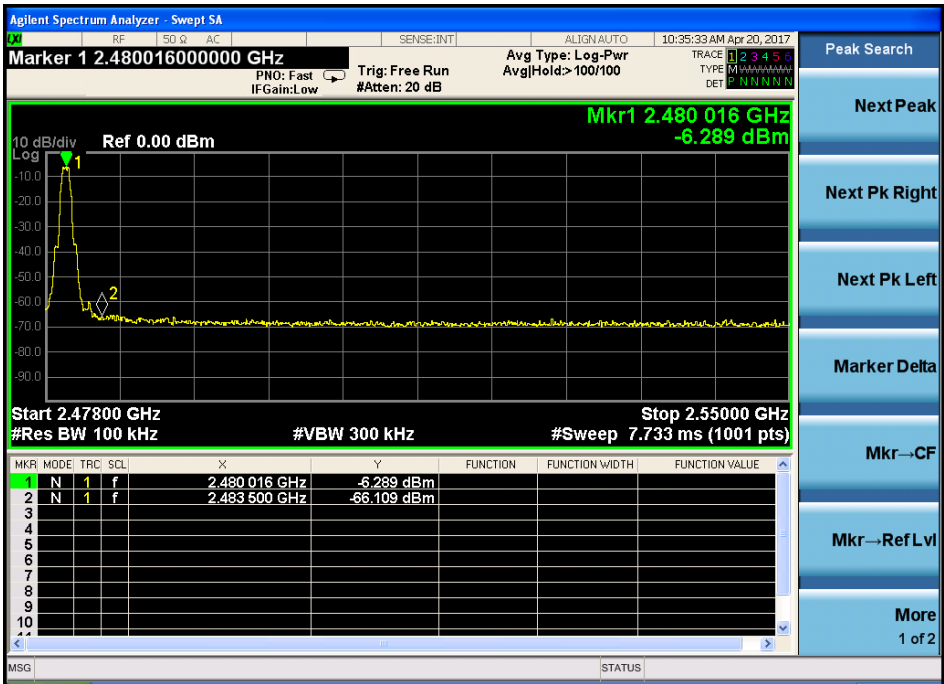 Agilent Spectrum Analyzer - Swept SA
LXI RF 50 Ω AC SENSE:INT ALIGN AUTO 10:35:33 AM Apr 20, 2017
Marker 1 2.480016000000 GHz
PNO: Fast
IFGain:Low
Trig: Free Run
#Atten: 20 dB
Avg Type: Log-Pwr
Avg|Hold:>100/100
TRACE 1 2 3 4 5 6
TYPE M WWWWW
DET P N N N N N
Peak Search
Next Peak
Next Pk Right
Next Pk Left
Marker Delta
Mkr→CF
Mkr→Ref Lvl
More
1 of 2
Mkr1 2.480 016 GHz
-6.289 dBm
10 dB/div Ref 0.00 dBm
Log
1
-10.0
-20.0
-30.0
-40.0
-50.0
2
-60.0
-70.0
-80.0
-90.0
Start 2.47800 GHz Stop 2.55000 GHz
#Res BW 100 kHz #VBW 300 kHz #Sweep 7.733 ms (1001 pts)
MKR MODE TRC SCL X Y FUNCTION FUNCTION WIDTH FUNCTION VALUE
1 N 1 f 2.480 016 GHz -6.289 dBm
2 N 1 f 2.483 500 GHz -66.109 dBm
3
4
5
6
7
8
9
10
MSG STATUS